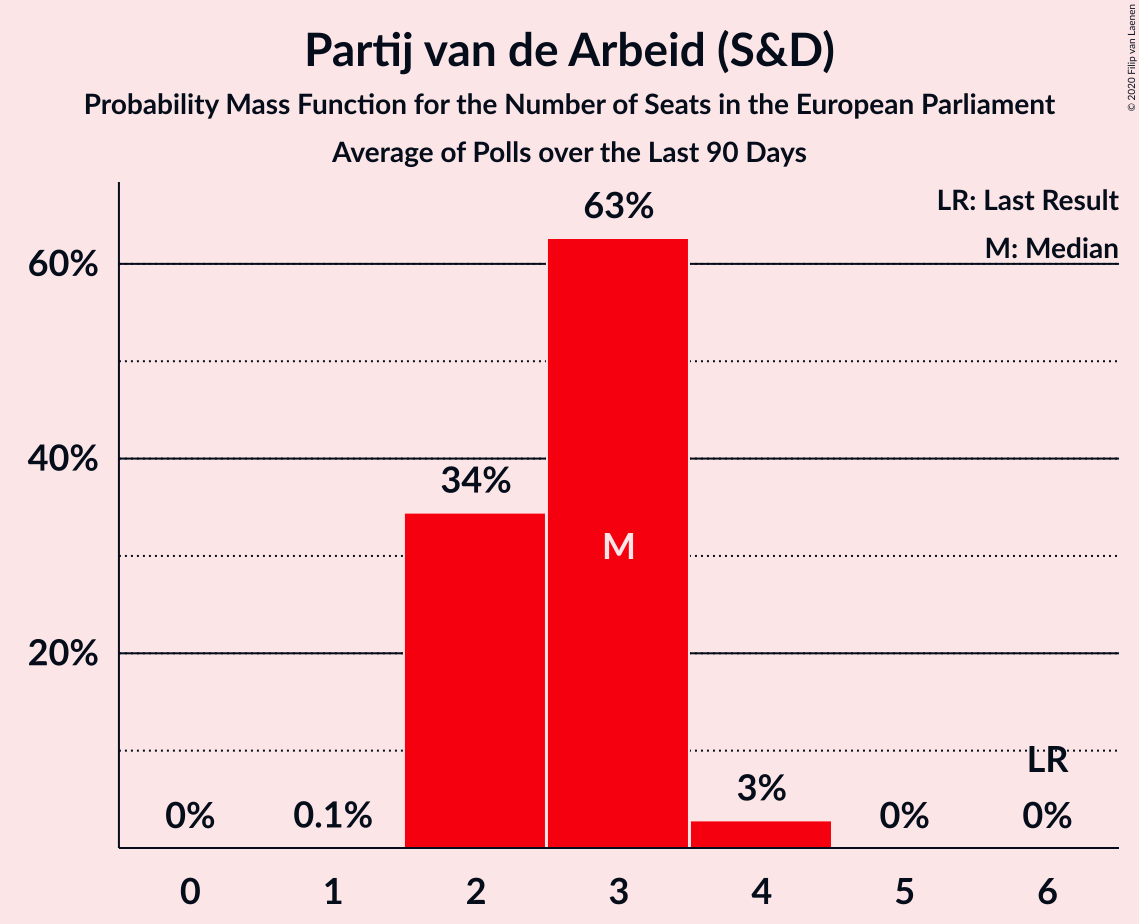 Partij van de Arbeid (S&D)
Probability Mass Function for the Number of Seats in the European Parliament
Average of Polls over the Last 90 Days
© 2020 Filip van Laenen
LR: Last Result
M: Median
60%
40%
20%
0%
0.1%
34%
63%
M
3%
0%
LR
0%
0 1 2 3 4 5 6